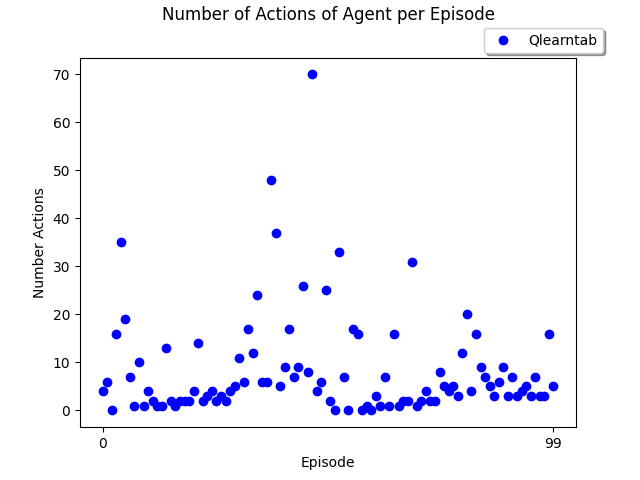 Number of Actions of Agent per Episode
Qlearntab
70
60
50
40
30
20
10
0
Number Actions
0 99
Episode